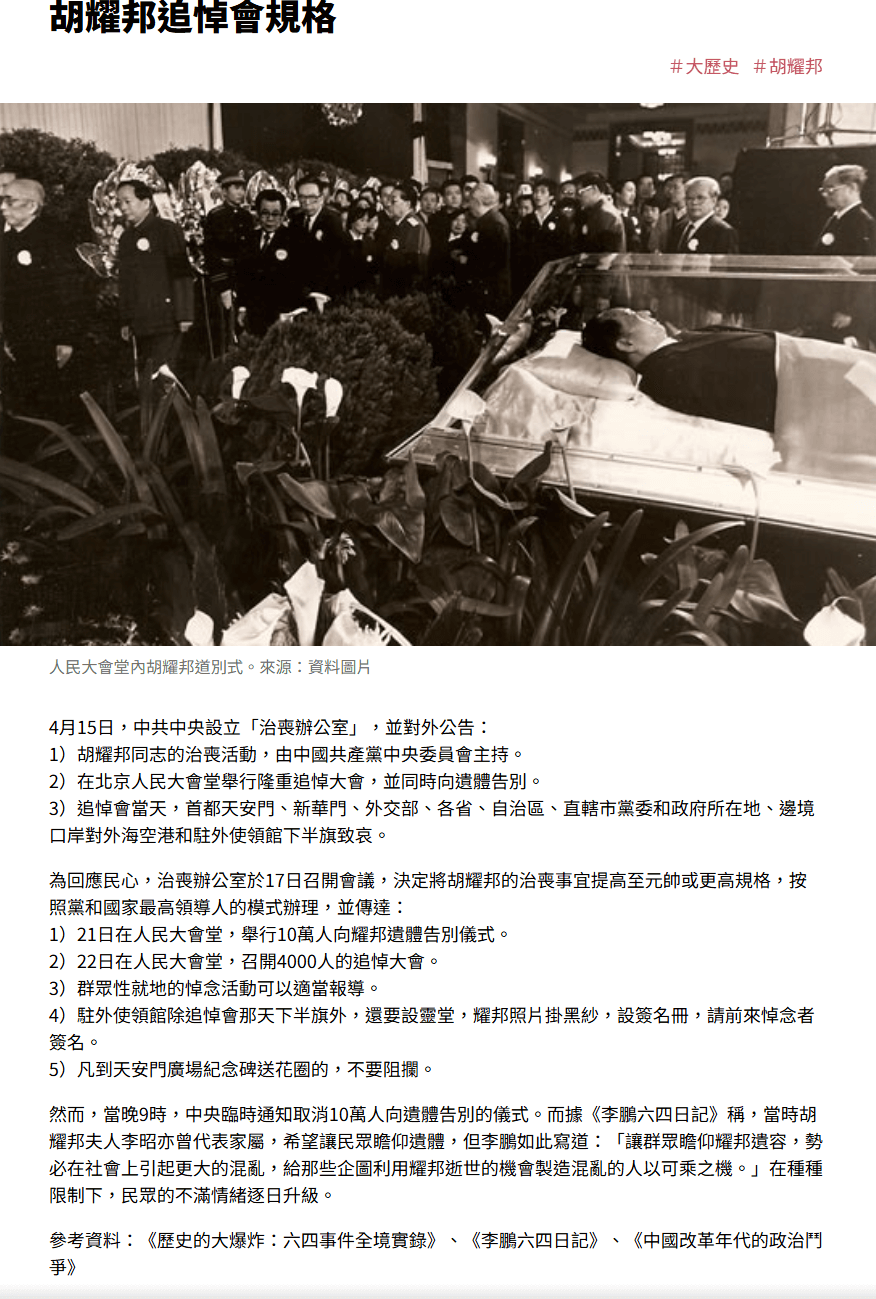 胡耀邦追悼會規格
＃大歷史 ＃胡耀邦
人民大會堂內胡耀邦道別式。來源：資料圖片
4月15日，中共中央設立「治喪辦公室」，並對外公告：
1）胡耀邦同志的治喪活動，由中國共產黨中央委員會主持。
2）在北京人民大會堂舉行隆重追悼大會，並同時向遺體告別。
3）追悼會當天，首都天安門、新華門、外交部、各省、自治區、直轄市黨委和政府所在地、邊境
口岸對外海空港和駐外使領館下半旗致哀。
為回應民心，治喪辦公室於17日召開會議，決定將胡耀邦的治喪事宜提高至元帥或更高規格，按
照黨和國家最高領導人的模式辦理，並傳達：
1）21日在人民大會堂，舉行10萬人向耀邦遺體告別儀式。
2）22日在人民大會堂，召開4000人的追悼大會。
3）群眾性就地的悼念活動可以適當報導。
4）駐外使領館除追悼會那天下半旗外，還要設靈堂，耀邦照片掛黑紗，設簽名冊，請前來悼念者
簽名。
5）凡到天安門廣場紀念碑送花圈的，不要阻攔。
然而，當晚9時，中央臨時通知取消10萬人向遺體告別的儀式。而據《李鵬六四日記》稱，當時胡
耀邦夫人李昭亦曾代表家屬，希望讓民眾瞻仰遺體，但李鵬如此寫道：「讓群眾瞻仰耀邦遺容，勢
必在社會上引起更大的混亂，給那些企圖利用耀邦逝世的機會製造混亂的人以可乘之機。」在種種
限制下，民眾的不滿情緒逐日升級。
參考資料：《歷史的大爆炸：六四事件全境實錄》、《李鵬六四日記》、《中國改革年代的政治鬥
爭》